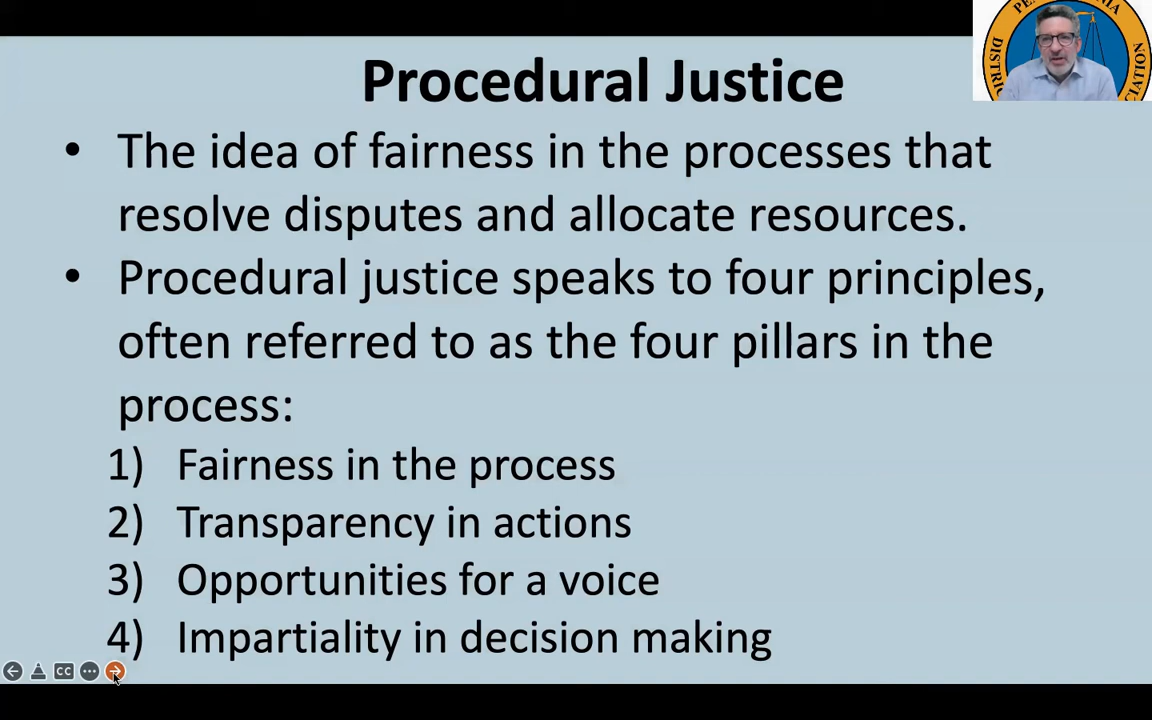 Procedural Justice
• The idea of fairness in the processes that
resolve disputes and allocate resources.
• Procedural justice speaks to four principles,
often referred to as the four pillars in the
process:
1) Fairness in the process
2) Transparency in actions
3) Opportunities for a voice
4) Impartiality in decision making
CC